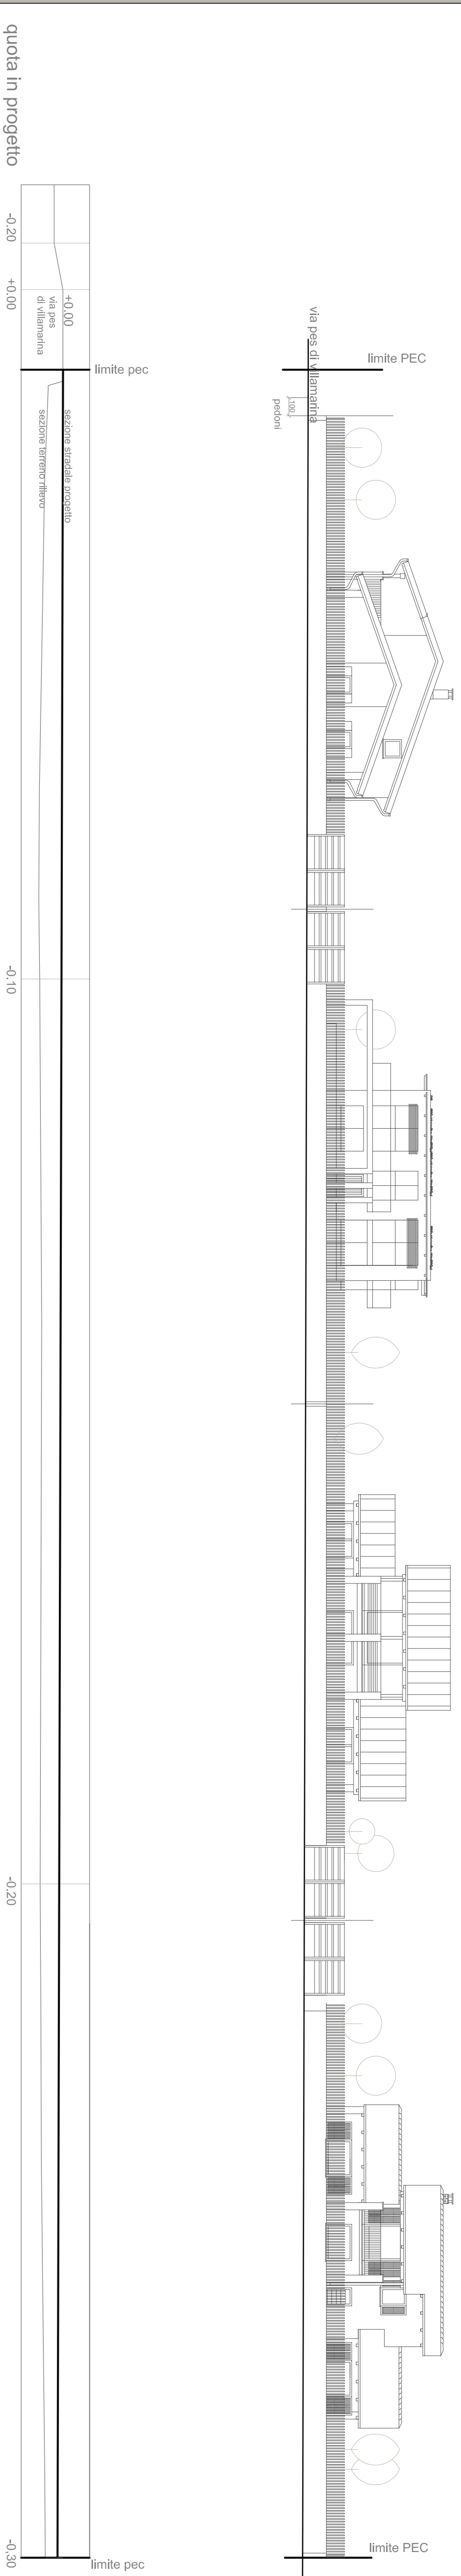 quota in progetto
-0.20
+0.00
+0,00
via pes
di villamarina
limite pec
sezione stradale progetto
sezione terreno rilievo
-0,10
-0.20
-0,30
limite pec
via pes di villamarina
limite PEC
100
pedoni
limite PEC